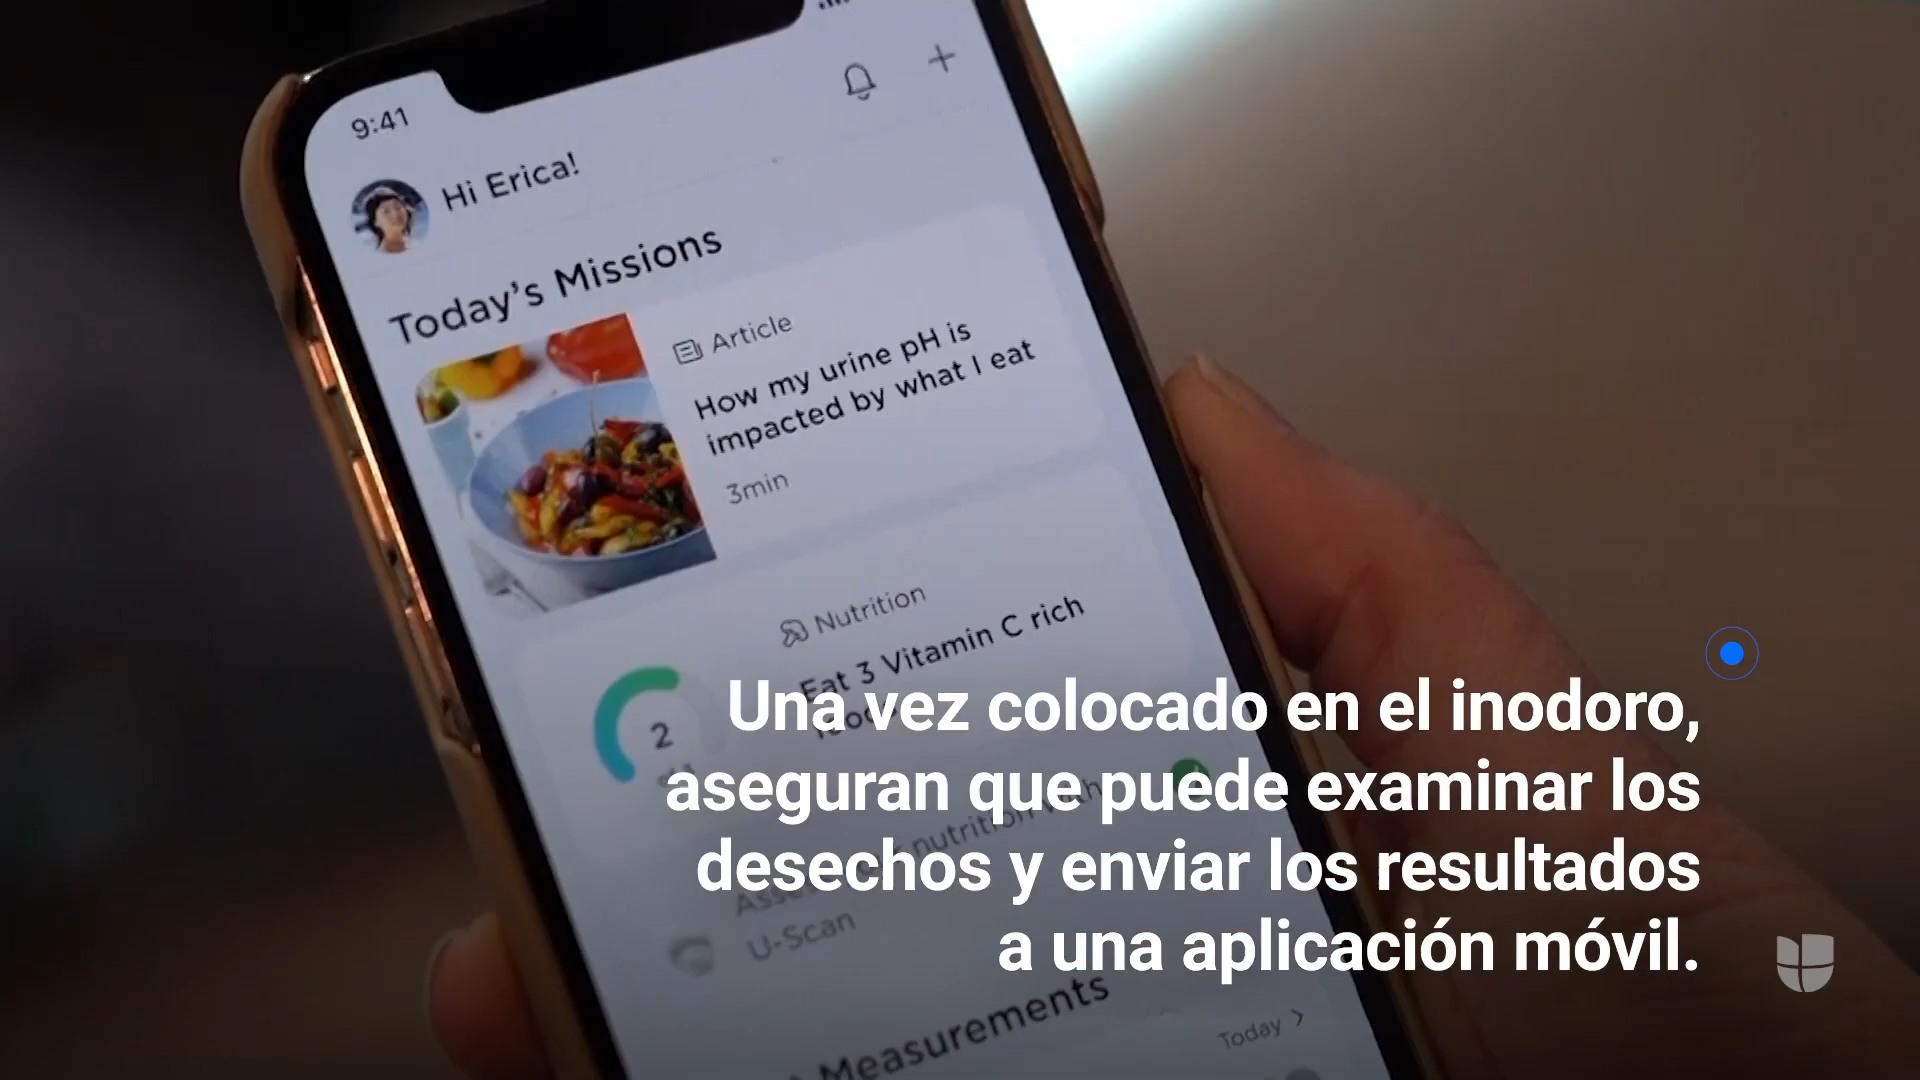 9:41
Hi Erica!
Today's Missions
Article
How my urine pH is
impacted by what I eat
3min
Nutrition
Eat 3 Vitamin C rich
2
nutrition with
U-Scan
Measurements
Today
Una vez colocado en el inodoro,
aseguran que puede examinar los
desechos y enviar los resultados
a una aplicación móvil.